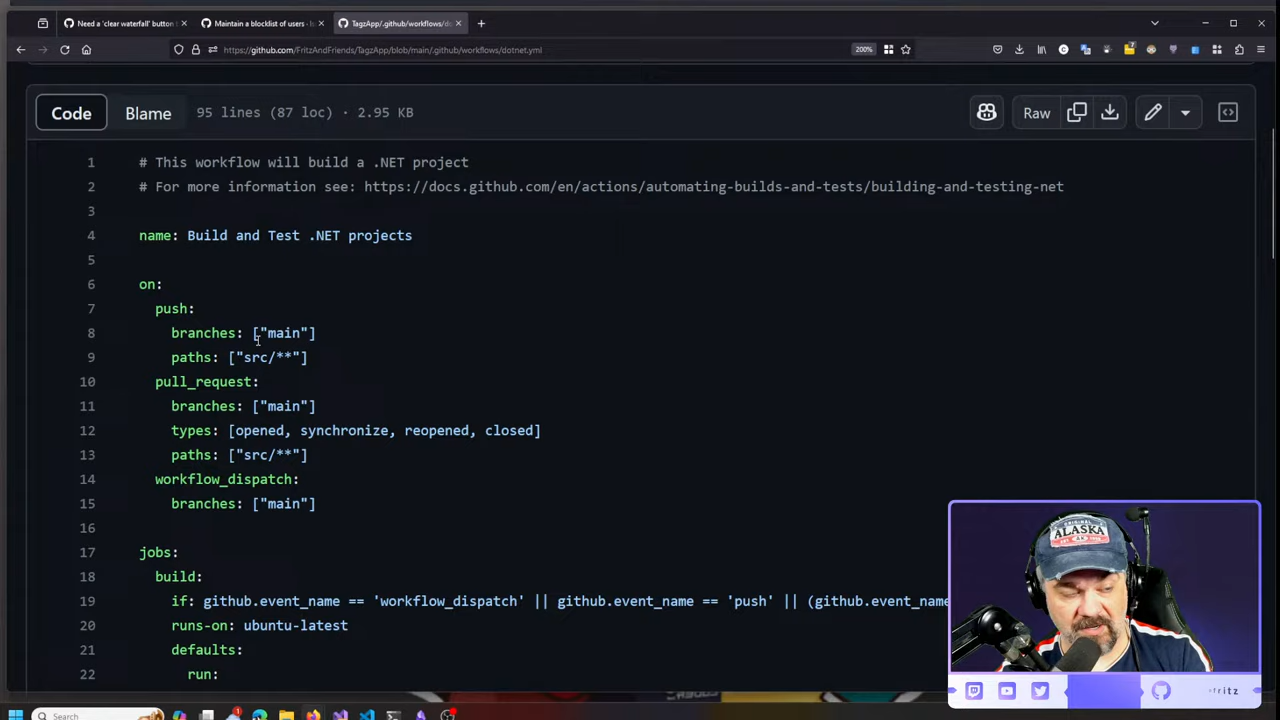 Need a 'clear waterfall' button
Maintain a blocklist of users · 
TagzApp/.github/workflows/do
https://github.com/FritzAndFriends/TagzApp/blob/main/.github/workflows/dotnet.yml
200%
Code
Blame
95 lines (87 loc) · 2.95 KB
Raw
1 # This workflow will build a .NET project
2 # For more information see: https://docs.github.com/en/actions/automating-builds-and-tests/building-and-testing-net
3
4 name: Build and Test .NET projects
5
6 on:
7 push:
8 branches: ["main"]
9 paths: ["src/**"]
10 pull_request:
11 branches: ["main"]
12 types: [opened, synchronize, reopened, closed]
13 paths: ["src/**"]
14 workflow_dispatch:
15 branches: ["main"]
16
17 jobs:
18 build:
19 if: github.event_name == 'workflow_dispatch' || github.event_name == 'push' || (github.event_name
20 runs-on: ubuntu-latest
21 defaults:
22 run:
ORIGINAL
ALASKA
AK
csharpfritz
Search